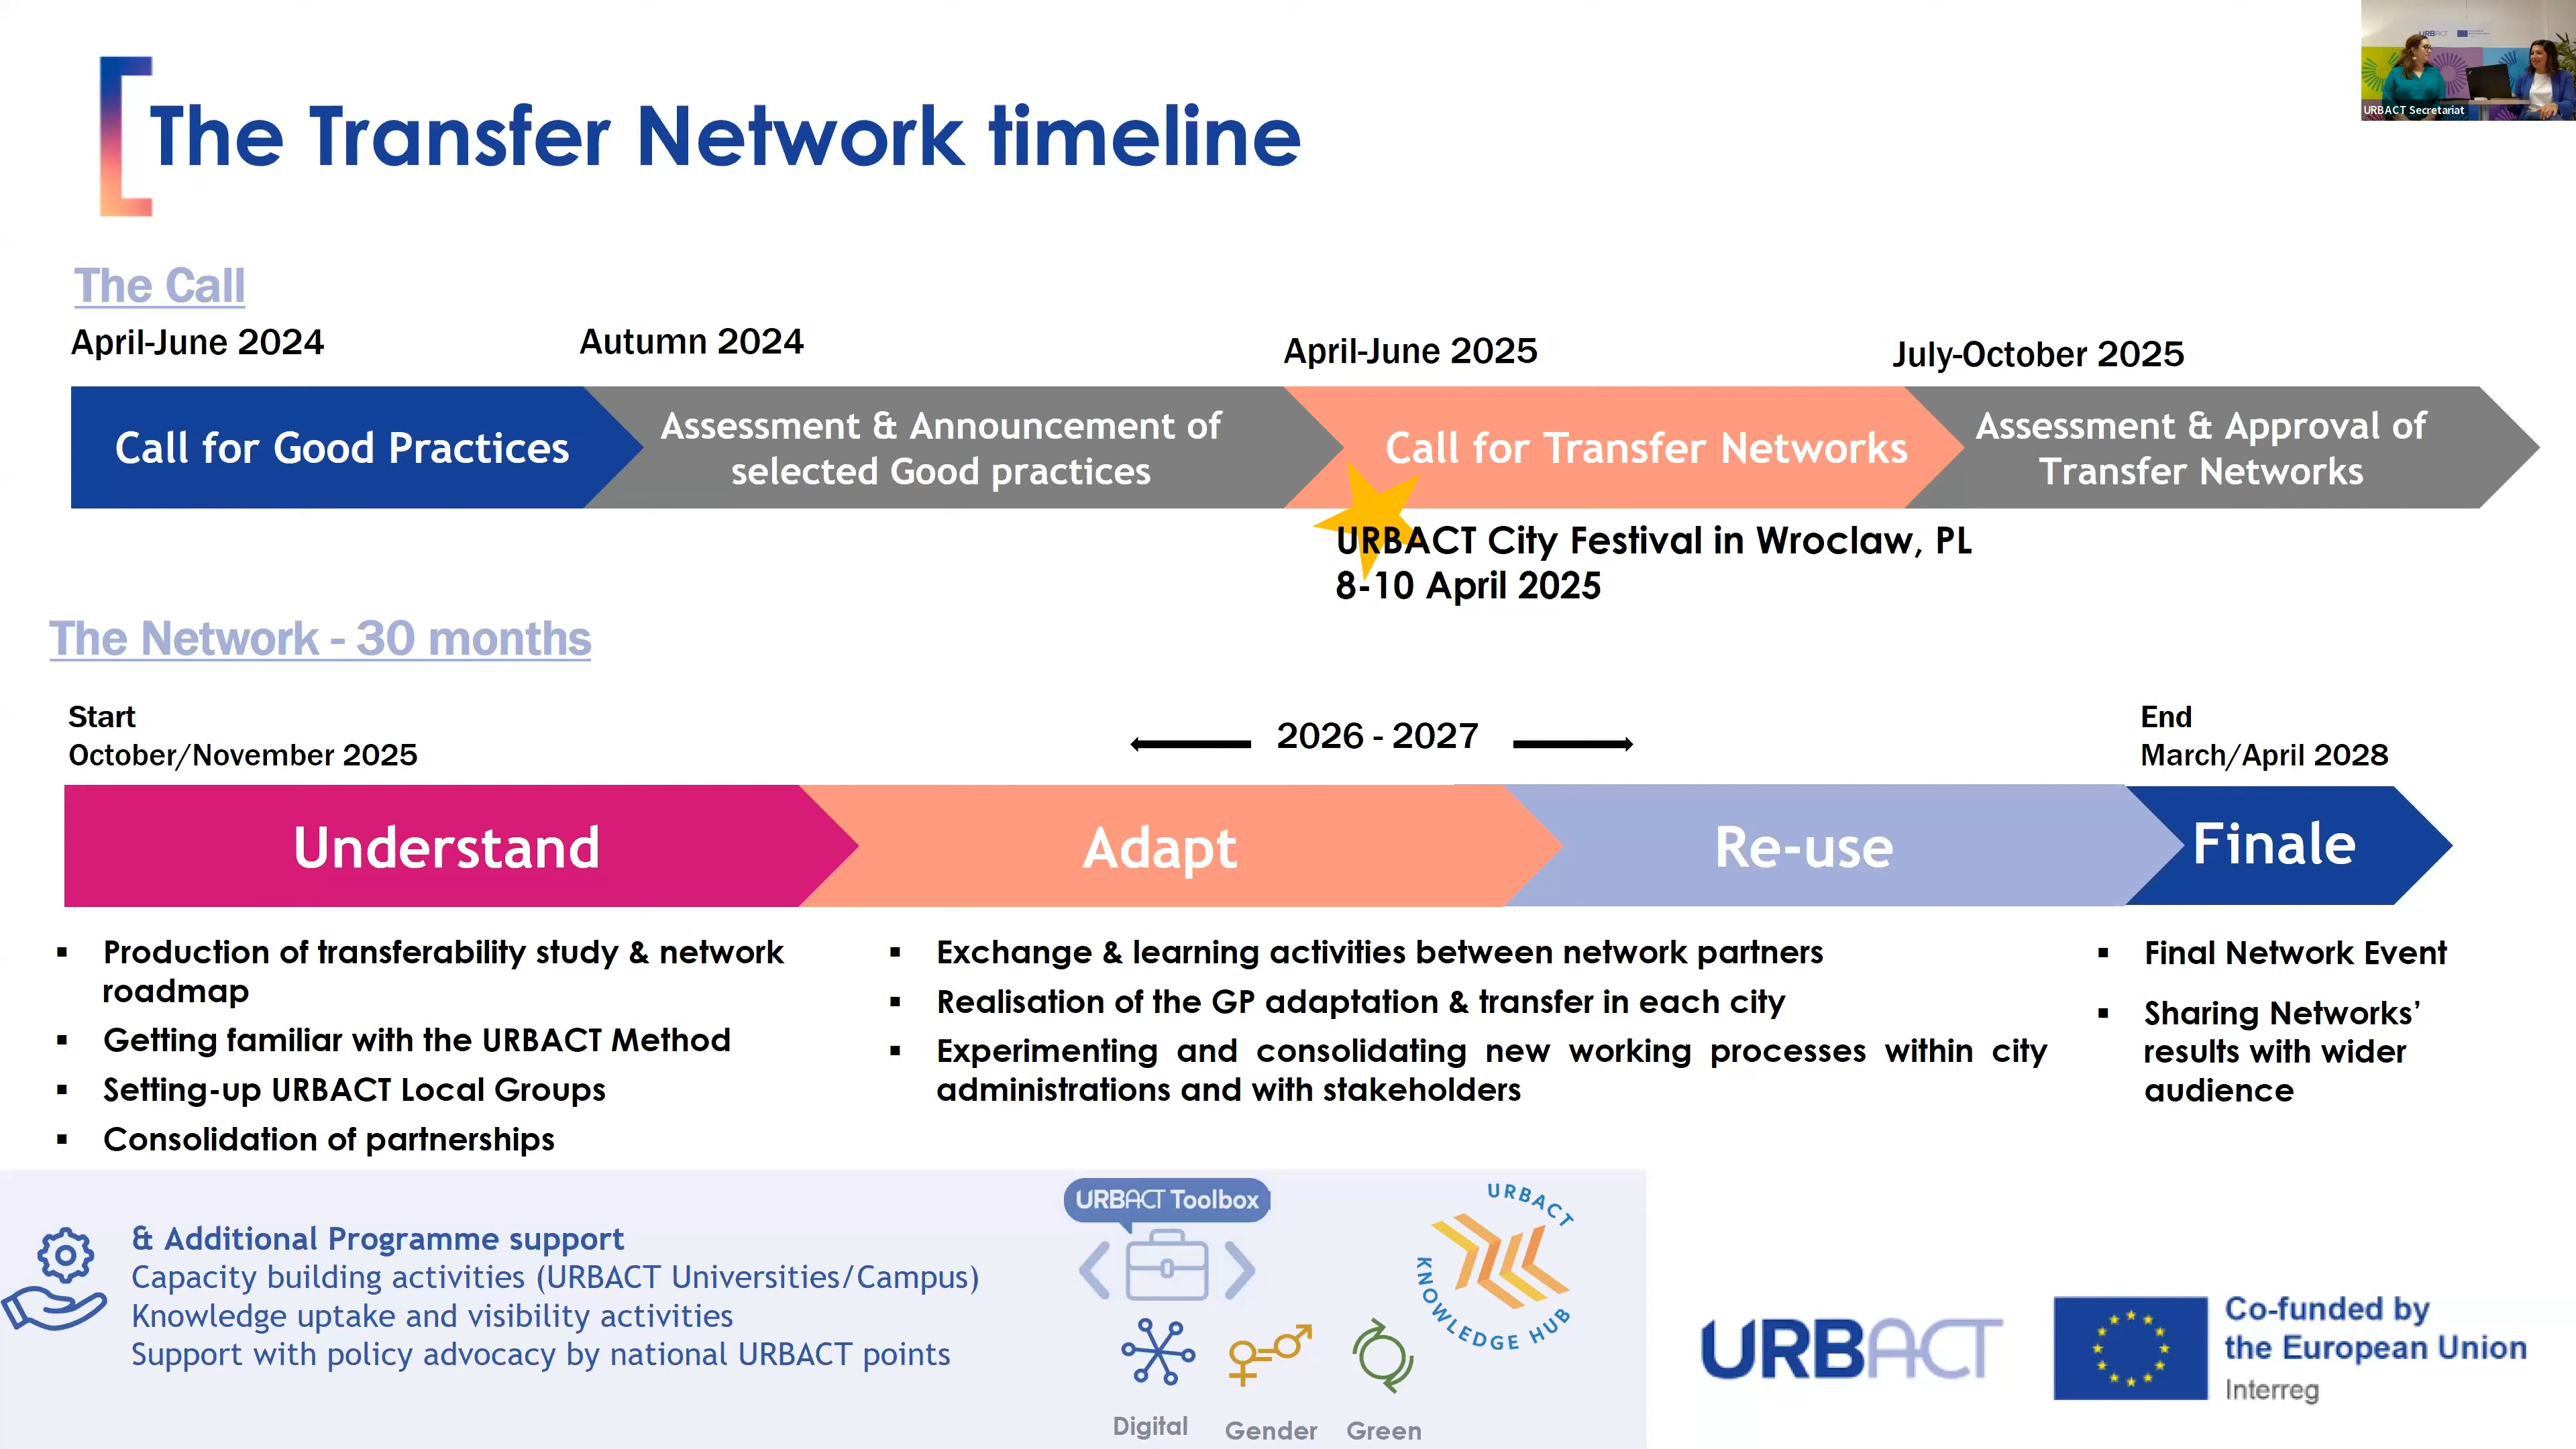 The Transfer Network timeline
URBACT
URBACT Secretariat
The Call
April-June 2024
Autumn 2024
April-June 2025
July-October 2025
Call for Good Practices
Assessment & Announcement of
selected Good practices
Call for Transfer Networks
Assessment & Approval of
Transfer Networks
URBACT City Festival in Wroclaw, PL
8-10 April 2025
The Network - 30 months
Start
October/November 2025
2026 - 2027
End
March/April 2028
Understand
Adapt
Re-use
Finale
▪ Production of transferability study & network
roadmap
▪ Getting familiar with the URBACT Method
▪ Setting-up URBACT Local Groups
▪ Consolidation of partnerships
▪ Exchange & learning activities between network partners
▪ Realisation of the GP adaptation & transfer in each city
▪ Experimenting and consolidating new working processes within city
administrations and with stakeholders
▪ Final Network Event
▪ Sharing Networks’
results with wider
audience
& Additional Programme support
Capacity building activities (URBACT Universities/Campus)
Knowledge uptake and visibility activities
Support with policy advocacy by national URBACT points
URBACT Toolbox
Digital
Gender
Green
URBACT
KNOWLEDGE HUB
URBACT
Co-funded by
the European Union
Interreg